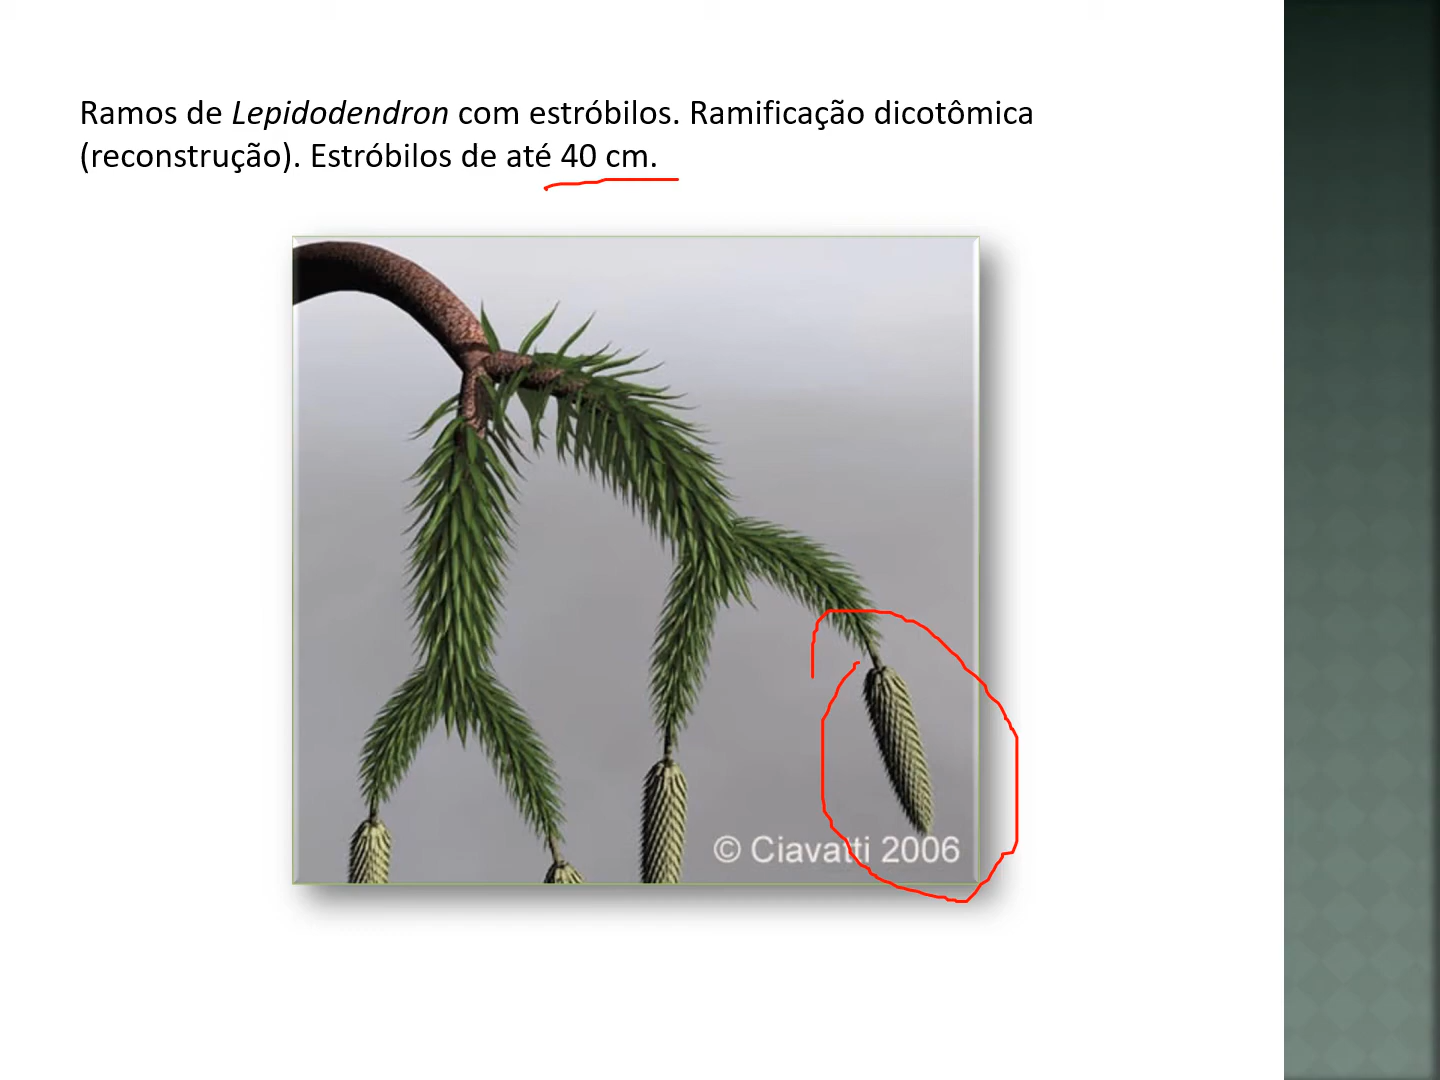 Ramos de Lepidodendron com estróbilos. Ramificação dicotômica
(reconstrução). Estróbilos de até 40 cm.
© Ciavatti 2006